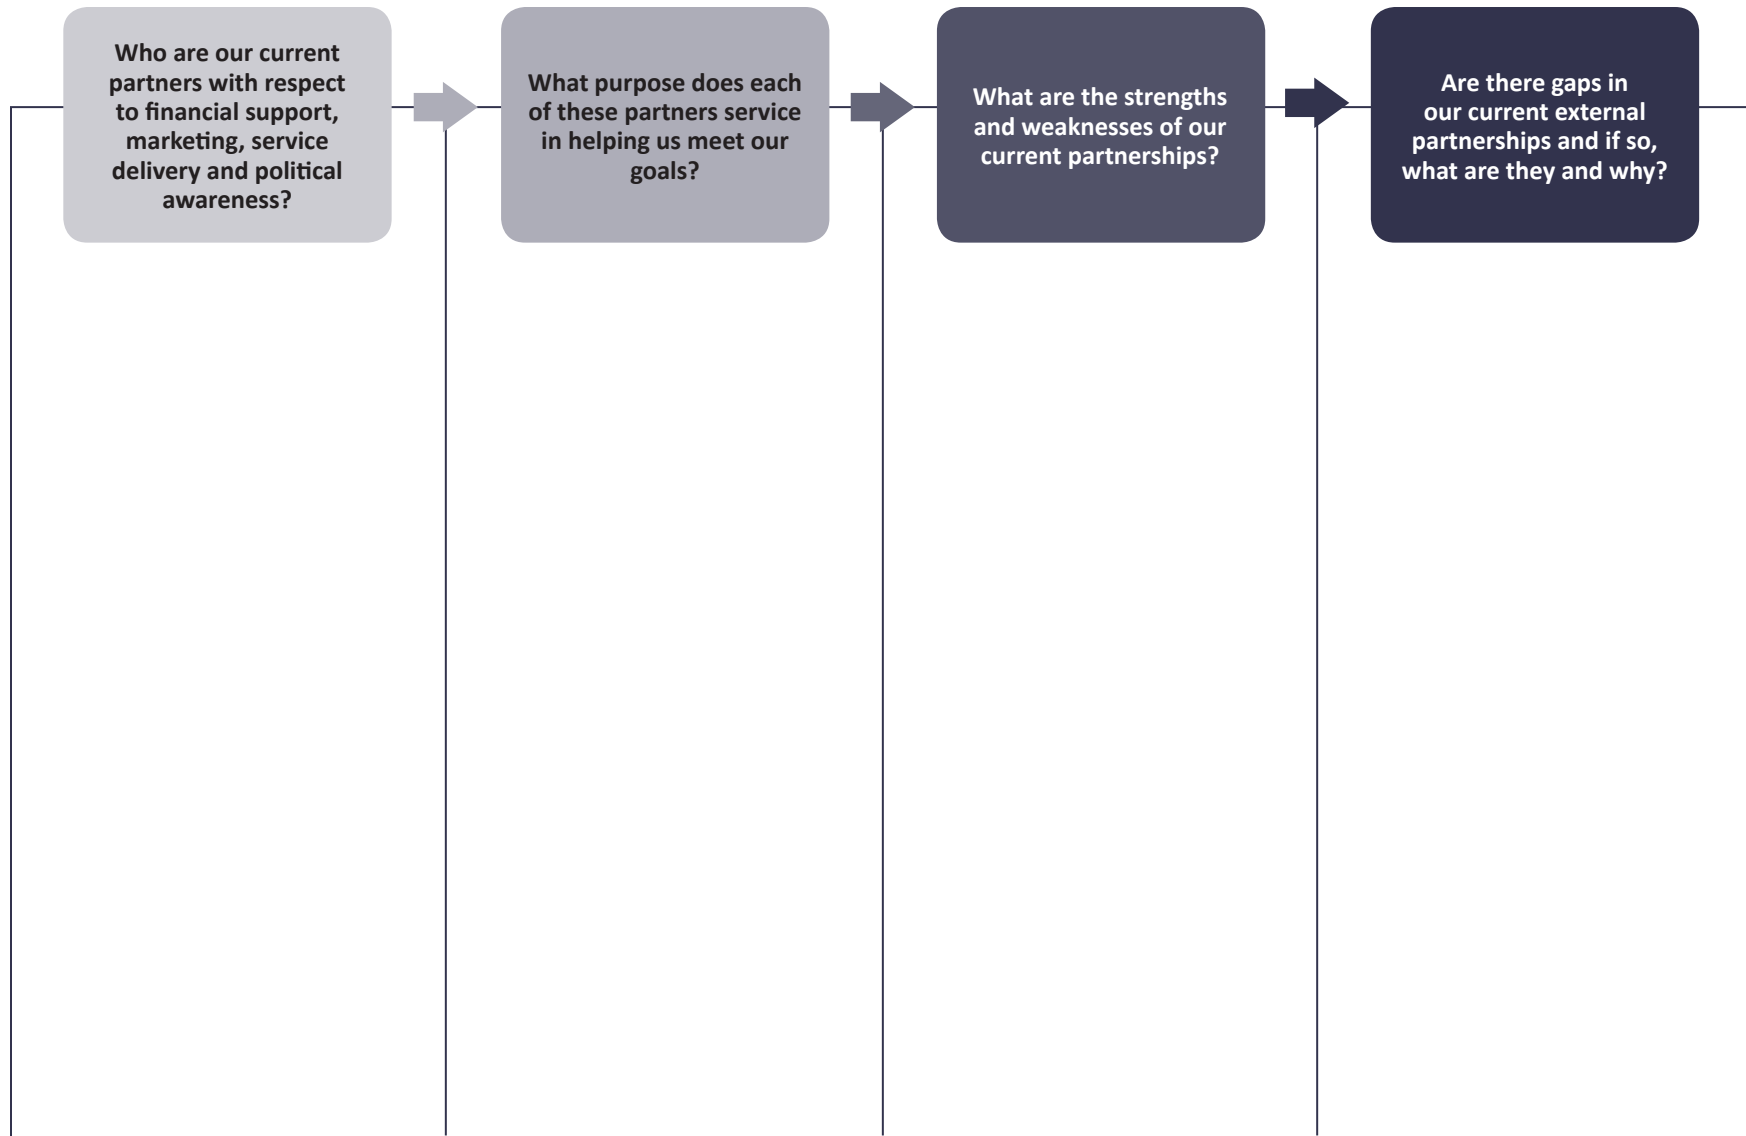 Who are our current
partners with respect
to financial support,
marketing, service
delivery and political
awareness?
What purpose does each
of these partners service
in helping us meet our
goals?
What are the strengths
and weaknesses of our
current partnerships?
Are there gaps in
our current external
partnerships and if so,
what are they and why?